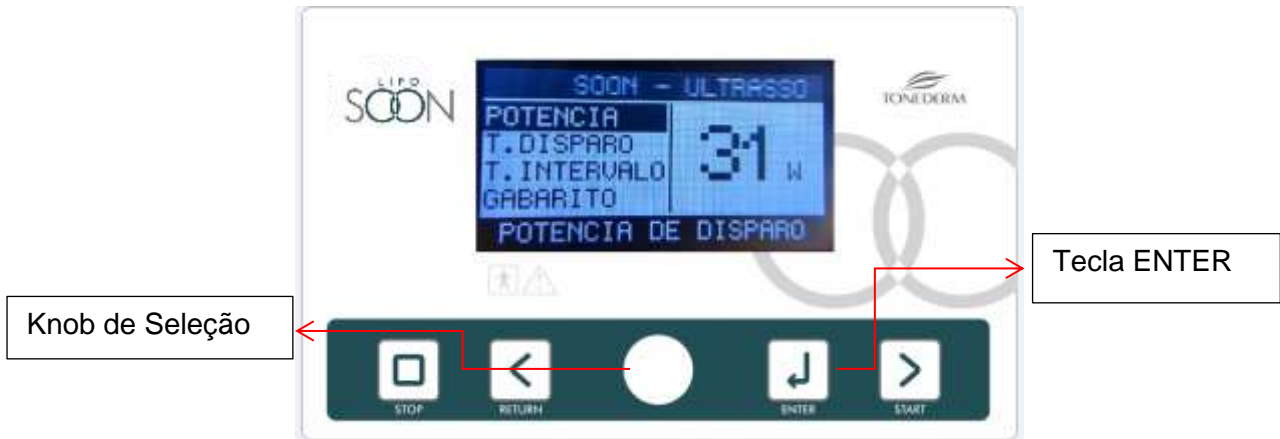 LIPO
SOON
TONEDERM
SOON - ULTRASSO
POTENCIA
T.DISPARO
T.INTERVALO
GABARITO
31 W
POTENCIA DE DISPARO
Tecla ENTER
Knob de Seleção
STOP
RETURN
ENTER
START